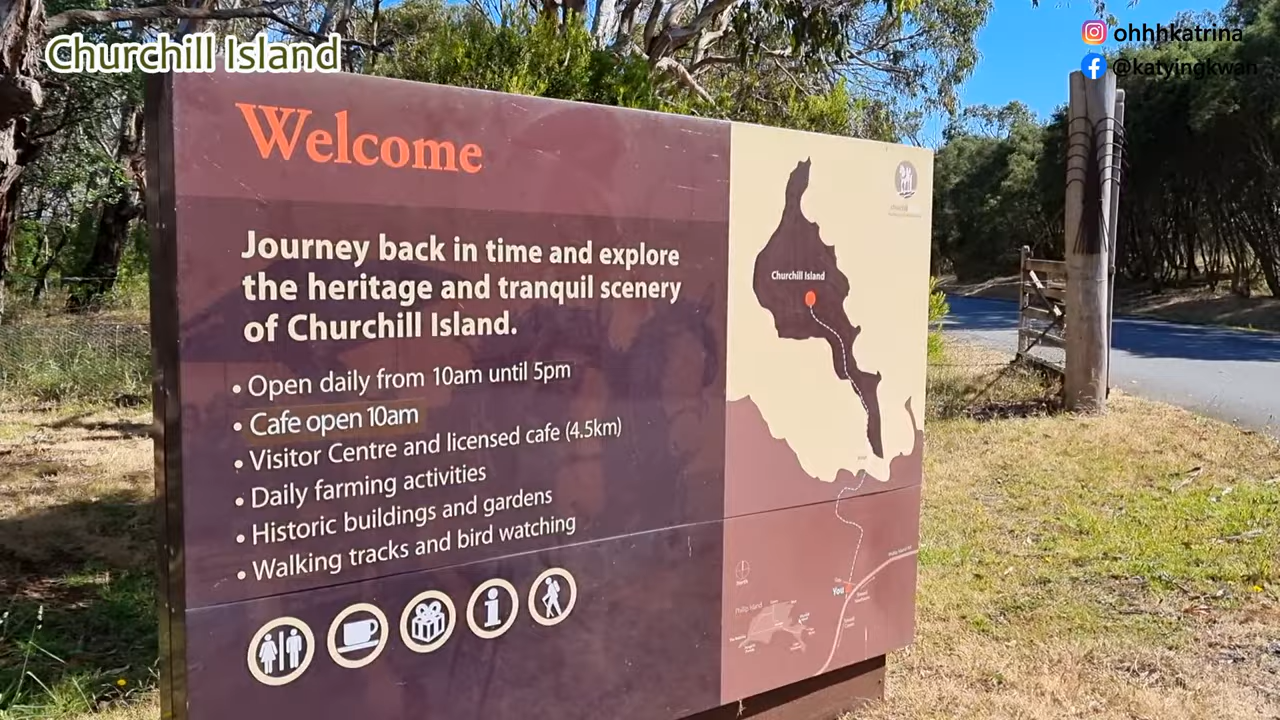 Churchill Island
ohhhkatrina
@katyingkwan
Welcome
Journey back in time and explore
the heritage and tranquil scenery
of Churchill Island.
• Open daily from 10am until 5pm
• Cafe open 10am
• Visitor Centre and licensed cafe (4.5km)
• Daily farming activities
• Historic buildings and gardens
• Walking tracks and bird watching
Churchill Island
You
Phillip Island